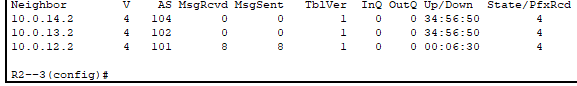 Neighbor V AS MsgRcvd MsgSent TblVer InQ OutQ Up/Down State/PfxRcd
10.0.14.2 4 104 0 0 1 0 0 34:56:50 4
10.0.13.2 4 102 0 0 1 0 0 34:56:50 4
10.0.12.2 4 101 8 8 1 0 0 00:06:30 4
R2--3(config)#